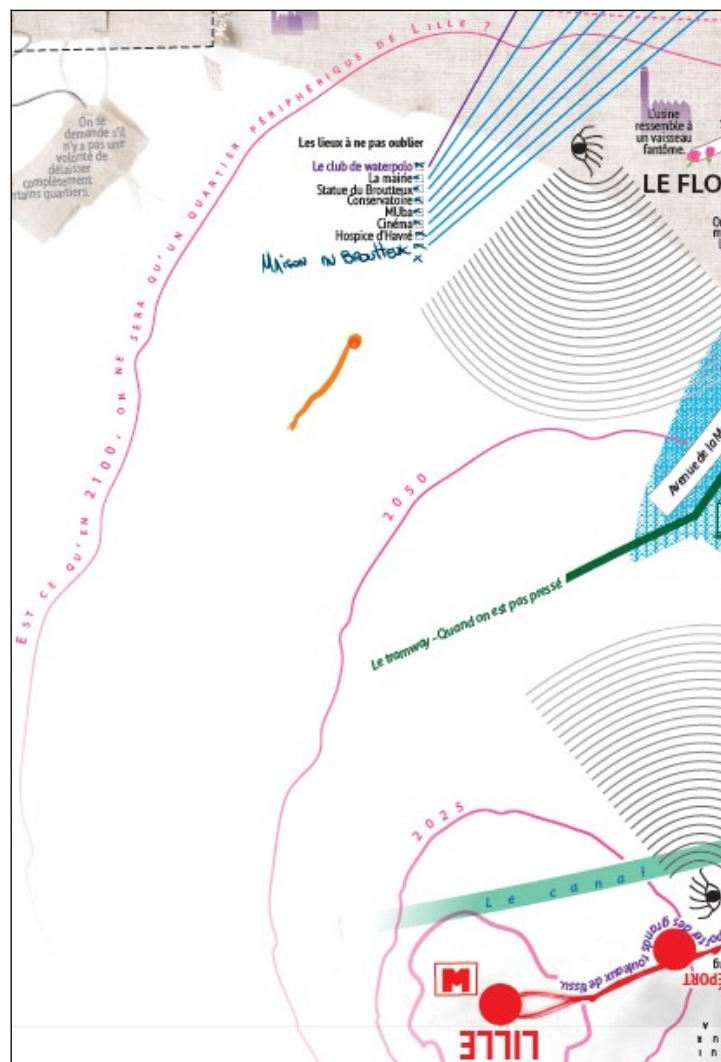 EST CE QU'EN 2100, ON NE SERA QU'UN QUARTIER PÉRIPHÉRIQUE DE LILLE ?
On se
demande s'il
n'y a pas une
volonté de
délaisser
complètement
certains quartiers.
Les lieux à ne pas oublier
Le club de waterpolo
La mairie
Statue du Broutteux
Conservatoire
MUba
Cinéma
Hospice d'Havré
MAISON DU BROUTTEUX
L'usine
ressemble à
un vaisseau
fantôme.
LE FLO
Avenue de la M
2050
Le tramway - Quand on est pas pressé
2025
Le canal
des grands rouleaux de tissu.
ÉPORT
M
LILLE